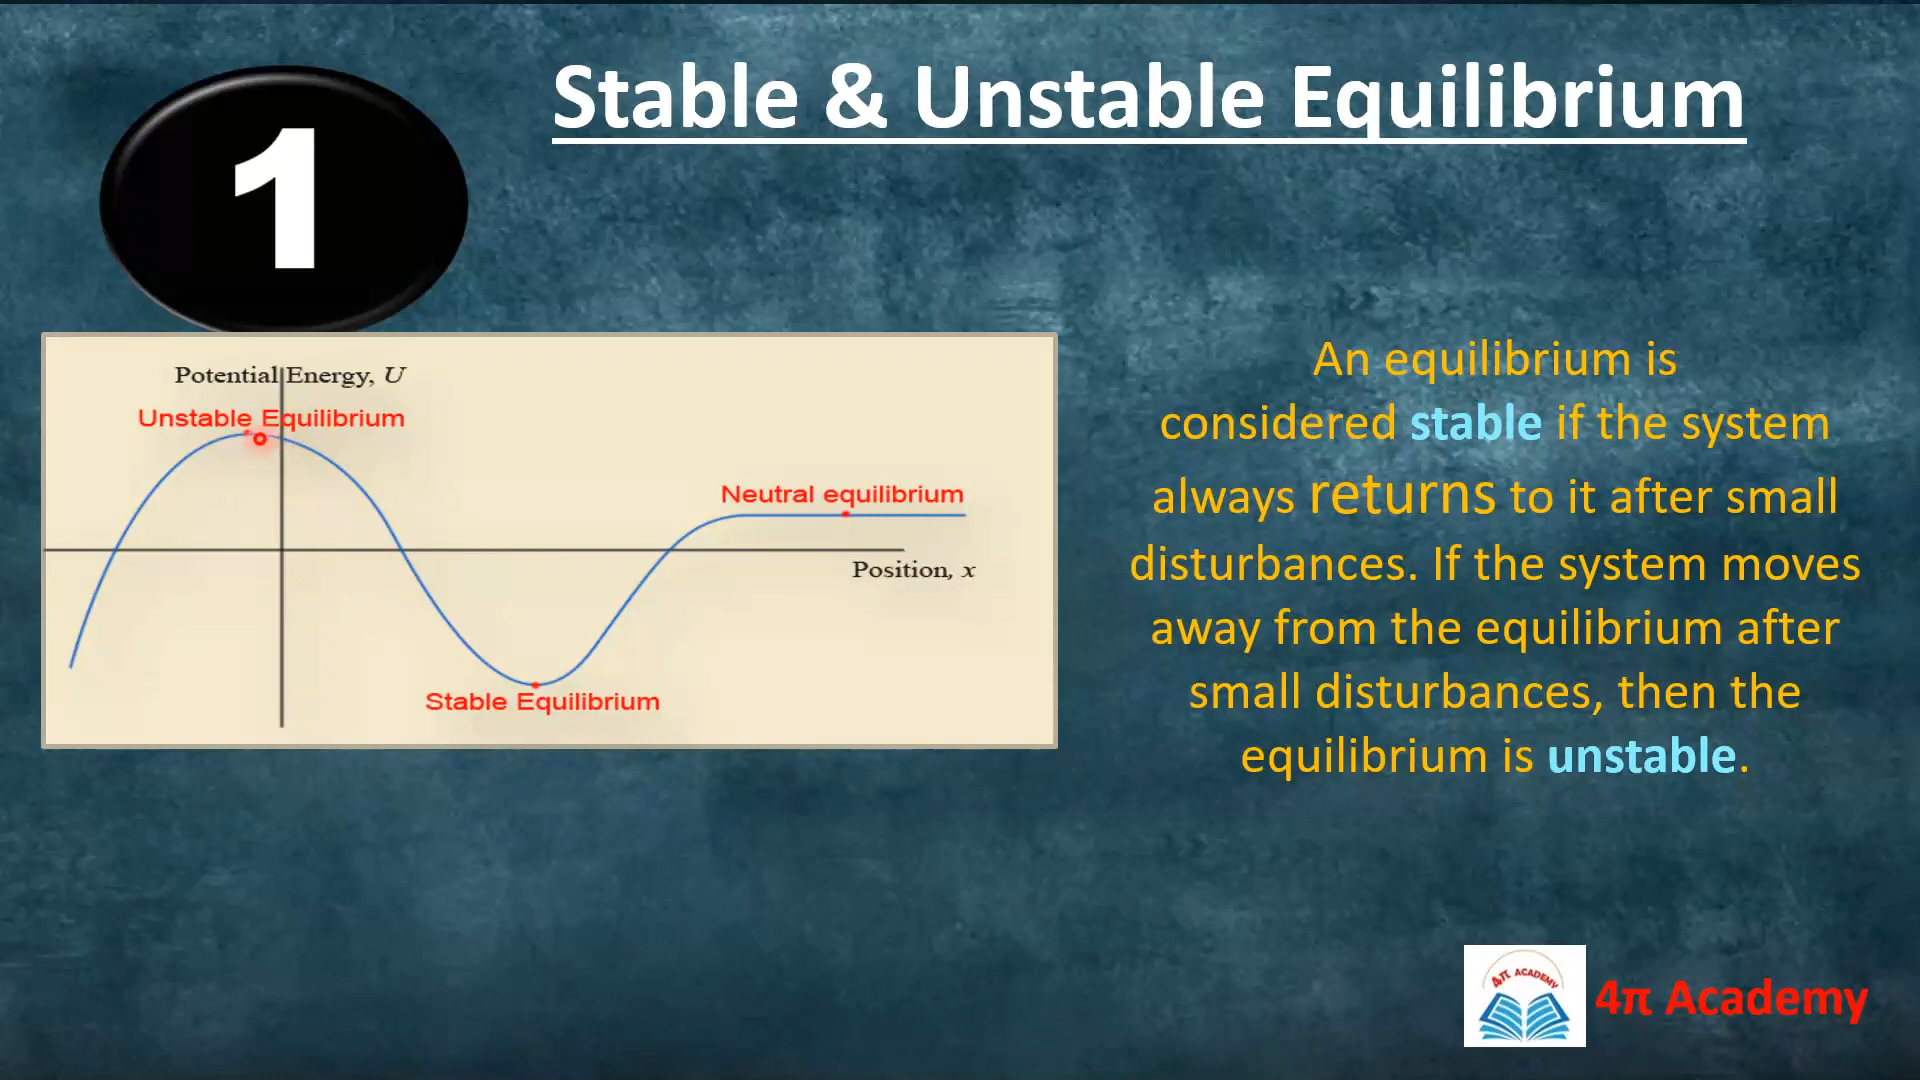 1
Stable & Unstable Equilibrium
Potential Energy, U
Unstable Equilibrium
Neutral equilibrium
Position, x
Stable Equilibrium
An equilibrium is
considered stable if the system
always returns to it after small
disturbances. If the system moves
away from the equilibrium after
small disturbances, then the
equilibrium is unstable.
4π ACADEMY
4π Academy